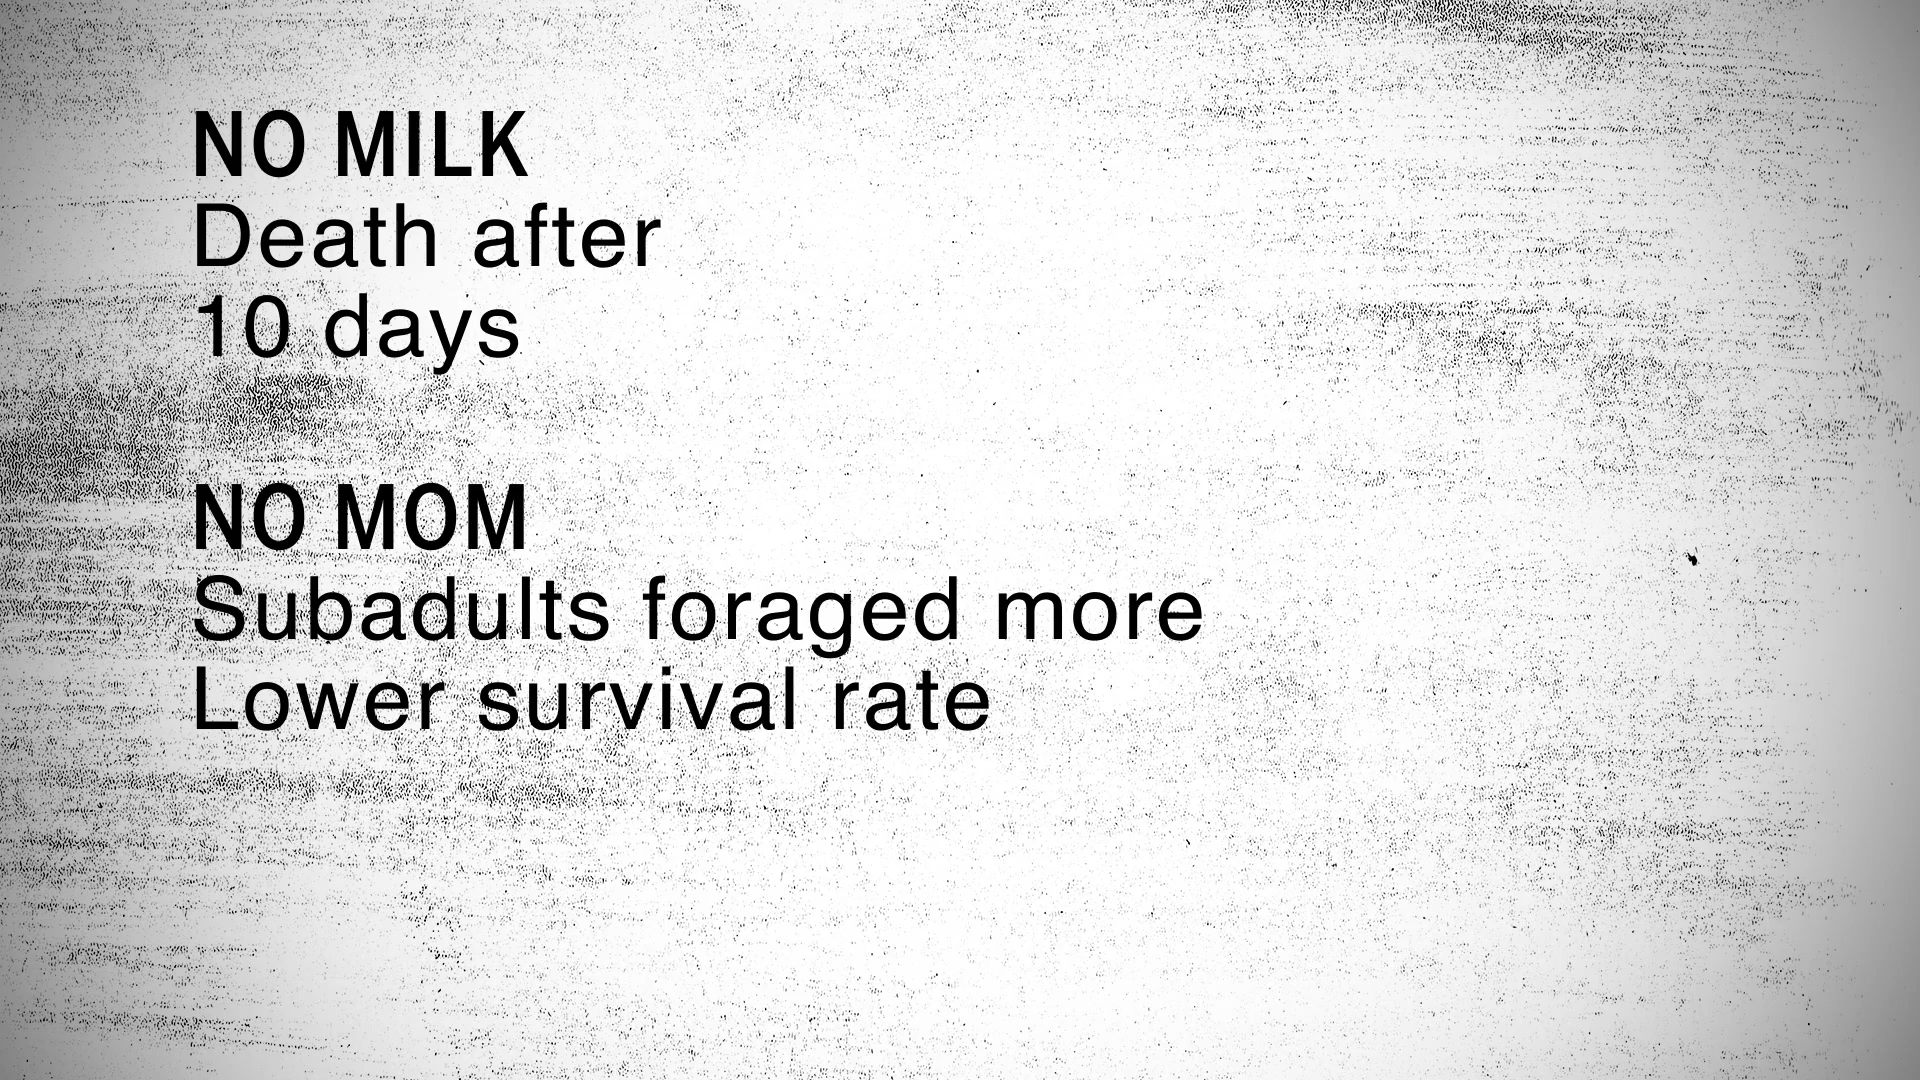 NO MILK
Death after
10 days
NO MOM
Subadults foraged more
Lower survival rate